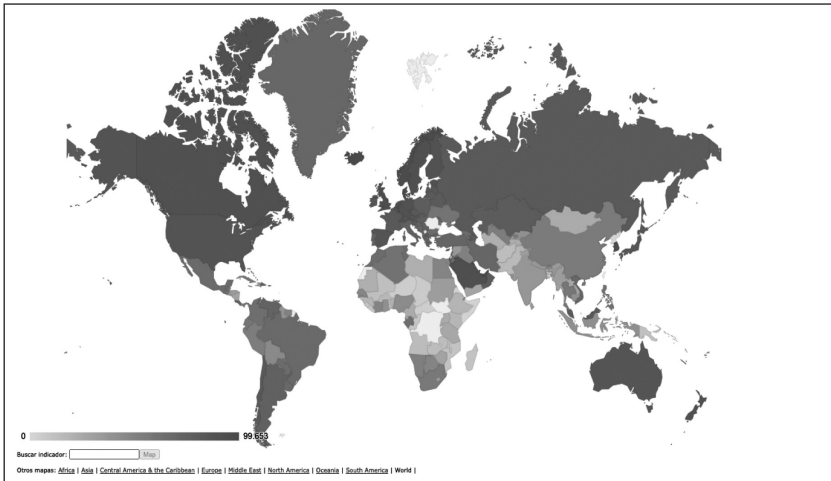 0 99.653
Buscar indicador: Map
Otros mapas: Africa | Asia | Central America & the Caribbean | Europe | Middle East | North America | Oceania | South America | World |